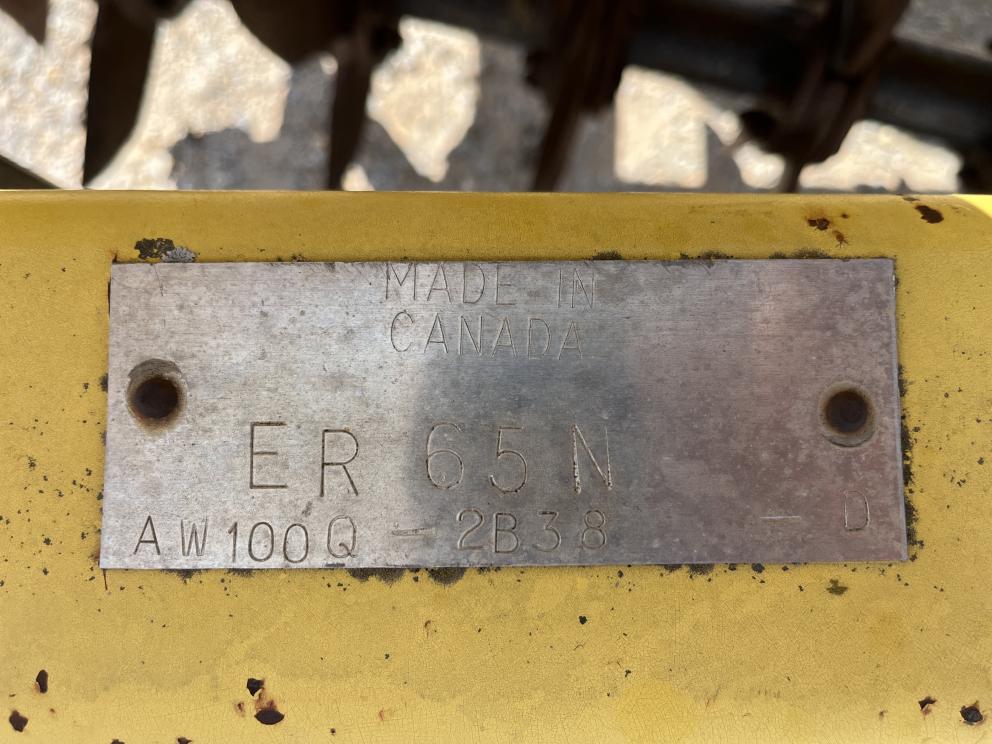 MADE IN
CANADA
ER 65N
AW100Q - 2B38 - D